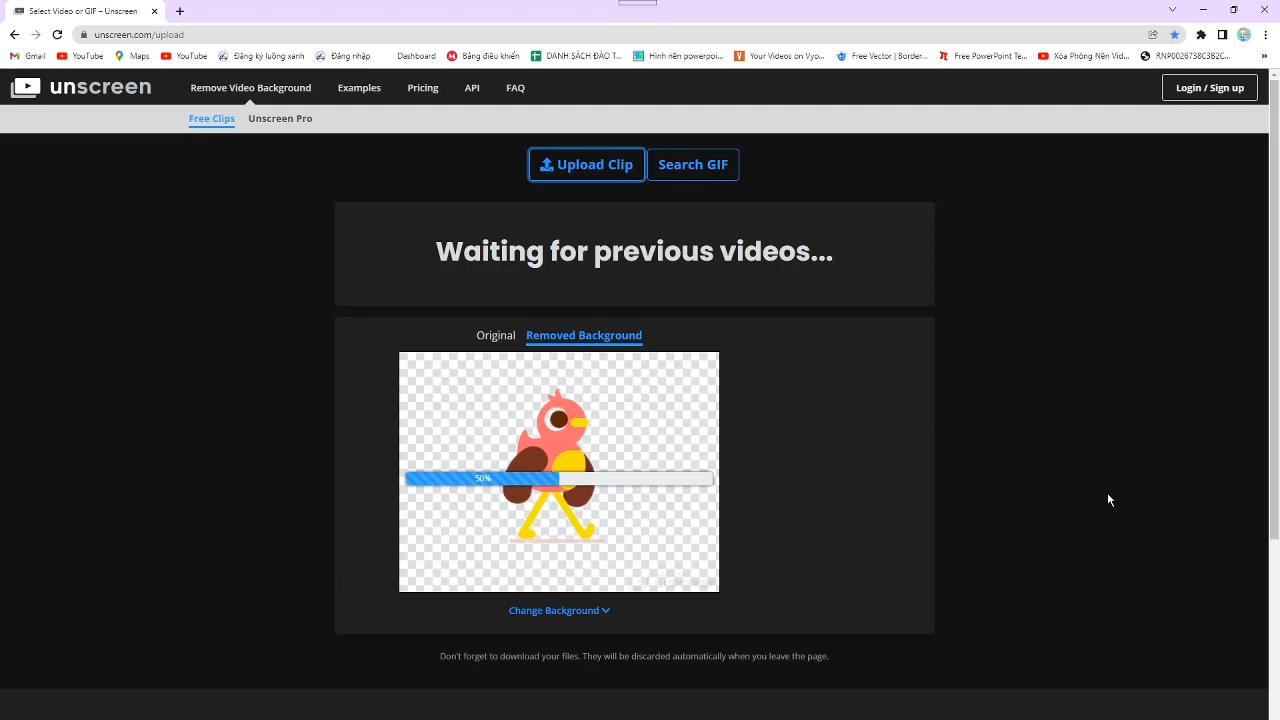 Select Video or GIF – Unscreen
unscreen.com/upload
Gmail YouTube Maps YouTube Đăng ký luồng xanh Đăng nhập Dashboard Bảng điều khiển DANH SÁCH ĐÀO T... Hình nền powerpoi... Your Videos on Vyo... Free Vector | Border... Free PowerPoint Te... Xóa Phông Nền Vid... RNP0026738C3B2C...
unscreen Remove Video Background Examples Pricing API FAQ Login / Sign up
Free Clips Unscreen Pro
Upload Clip Search GIF
Waiting for previous videos...
Original Removed Background
50%
Change Background
Don't forget to download your files. They will be discarded automatically when you leave the page.